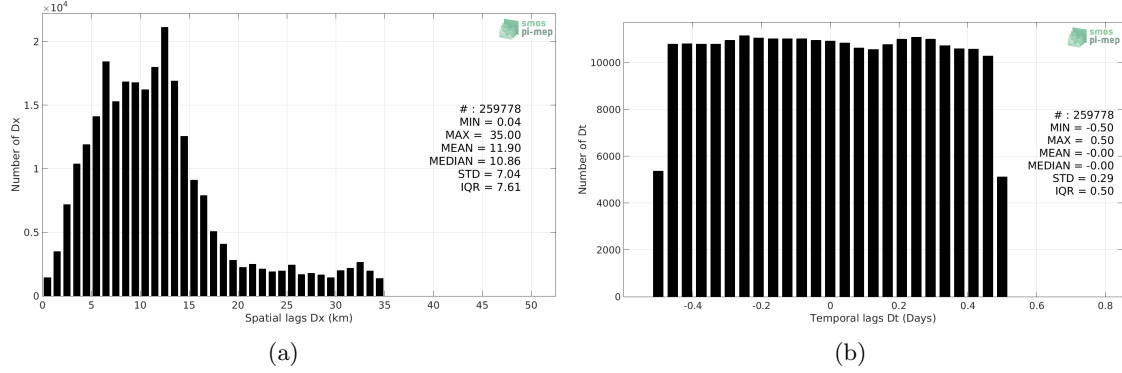 ×10^4
2
1.5
1
0.5
0
Number of Dx
smos
pi-mep
# : 259778
MIN = 0.04
MAX = 35.00
MEAN = 11.90
MEDIAN = 10.86
STD = 7.04
IQR = 7.61
0 5 10 15 20 25 30 35 40 45 50
Spatial lags Dx (km)
(a)
10000
8000
6000
4000
2000
0
Number of Dt
smos
pi-mep
# : 259778
MIN = -0.50
MAX = 0.50
MEAN = -0.00
MEDIAN = -0.00
STD = 0.29
IQR = 0.50
-0.4 -0.2 0 0.2 0.4 0.6 0.8
Temporal lags Dt (Days)
(b)